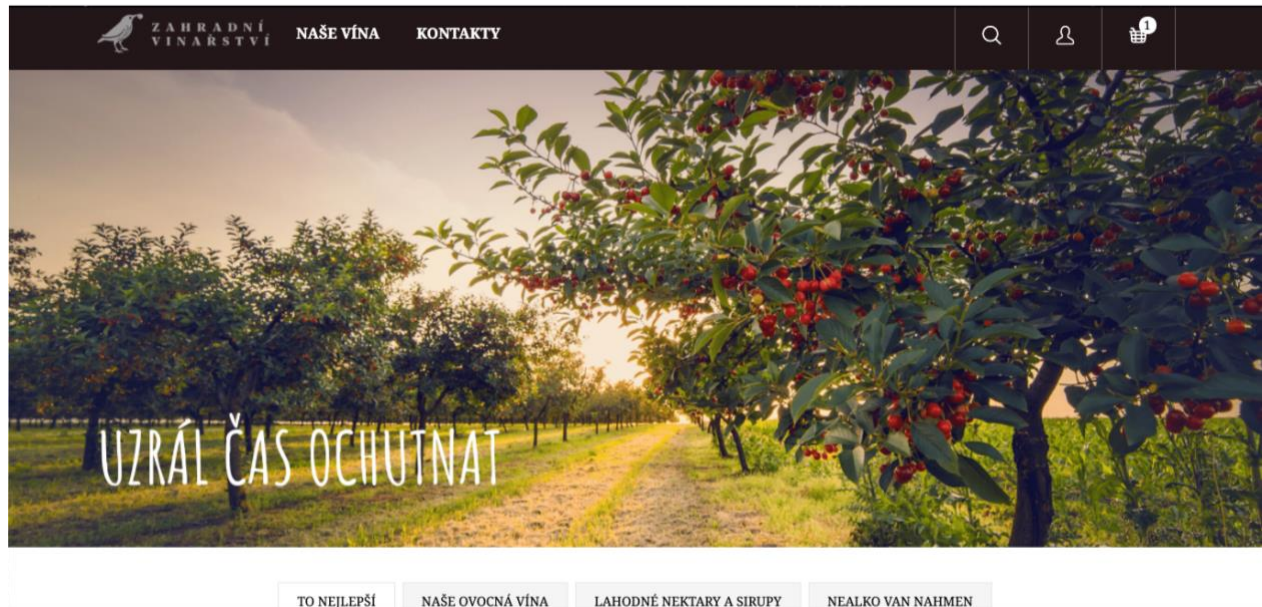 ZAHRADNÍ
VINAŘSTVÍ
NAŠE VÍNA
KONTAKTY
1
UZRÁL ČAS OCHUTNAT
TO NEJLEPŠÍ
NAŠE OVOCNÁ VÍNA
LAHODNÉ NEKTARY A SIRUPY
NEALKO VAN NAHMEN